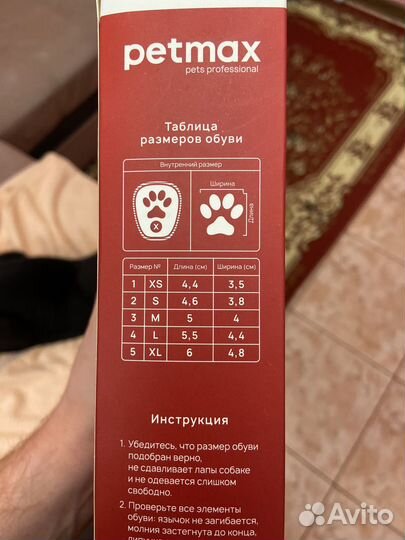 petmax
pets professional
Таблица
размеров обуви
Внутренний размер
Ширина
Длина
X
Размер № Длина (см) Ширина (см)
1 XS 4,4 3,5
2 S 4,6 3,8
3 M 5 4
4 L 5,5 4,4
5 XL 6 4,8
Инструкция
1. Убедитесь, что размер обуви
подобран верно,
не сдавливает лапы собаке
и не одевается слишком
свободно.
2. Проверьте все элементы
обуви: язычок не загибается,
молния застегнута до конца,
Avito